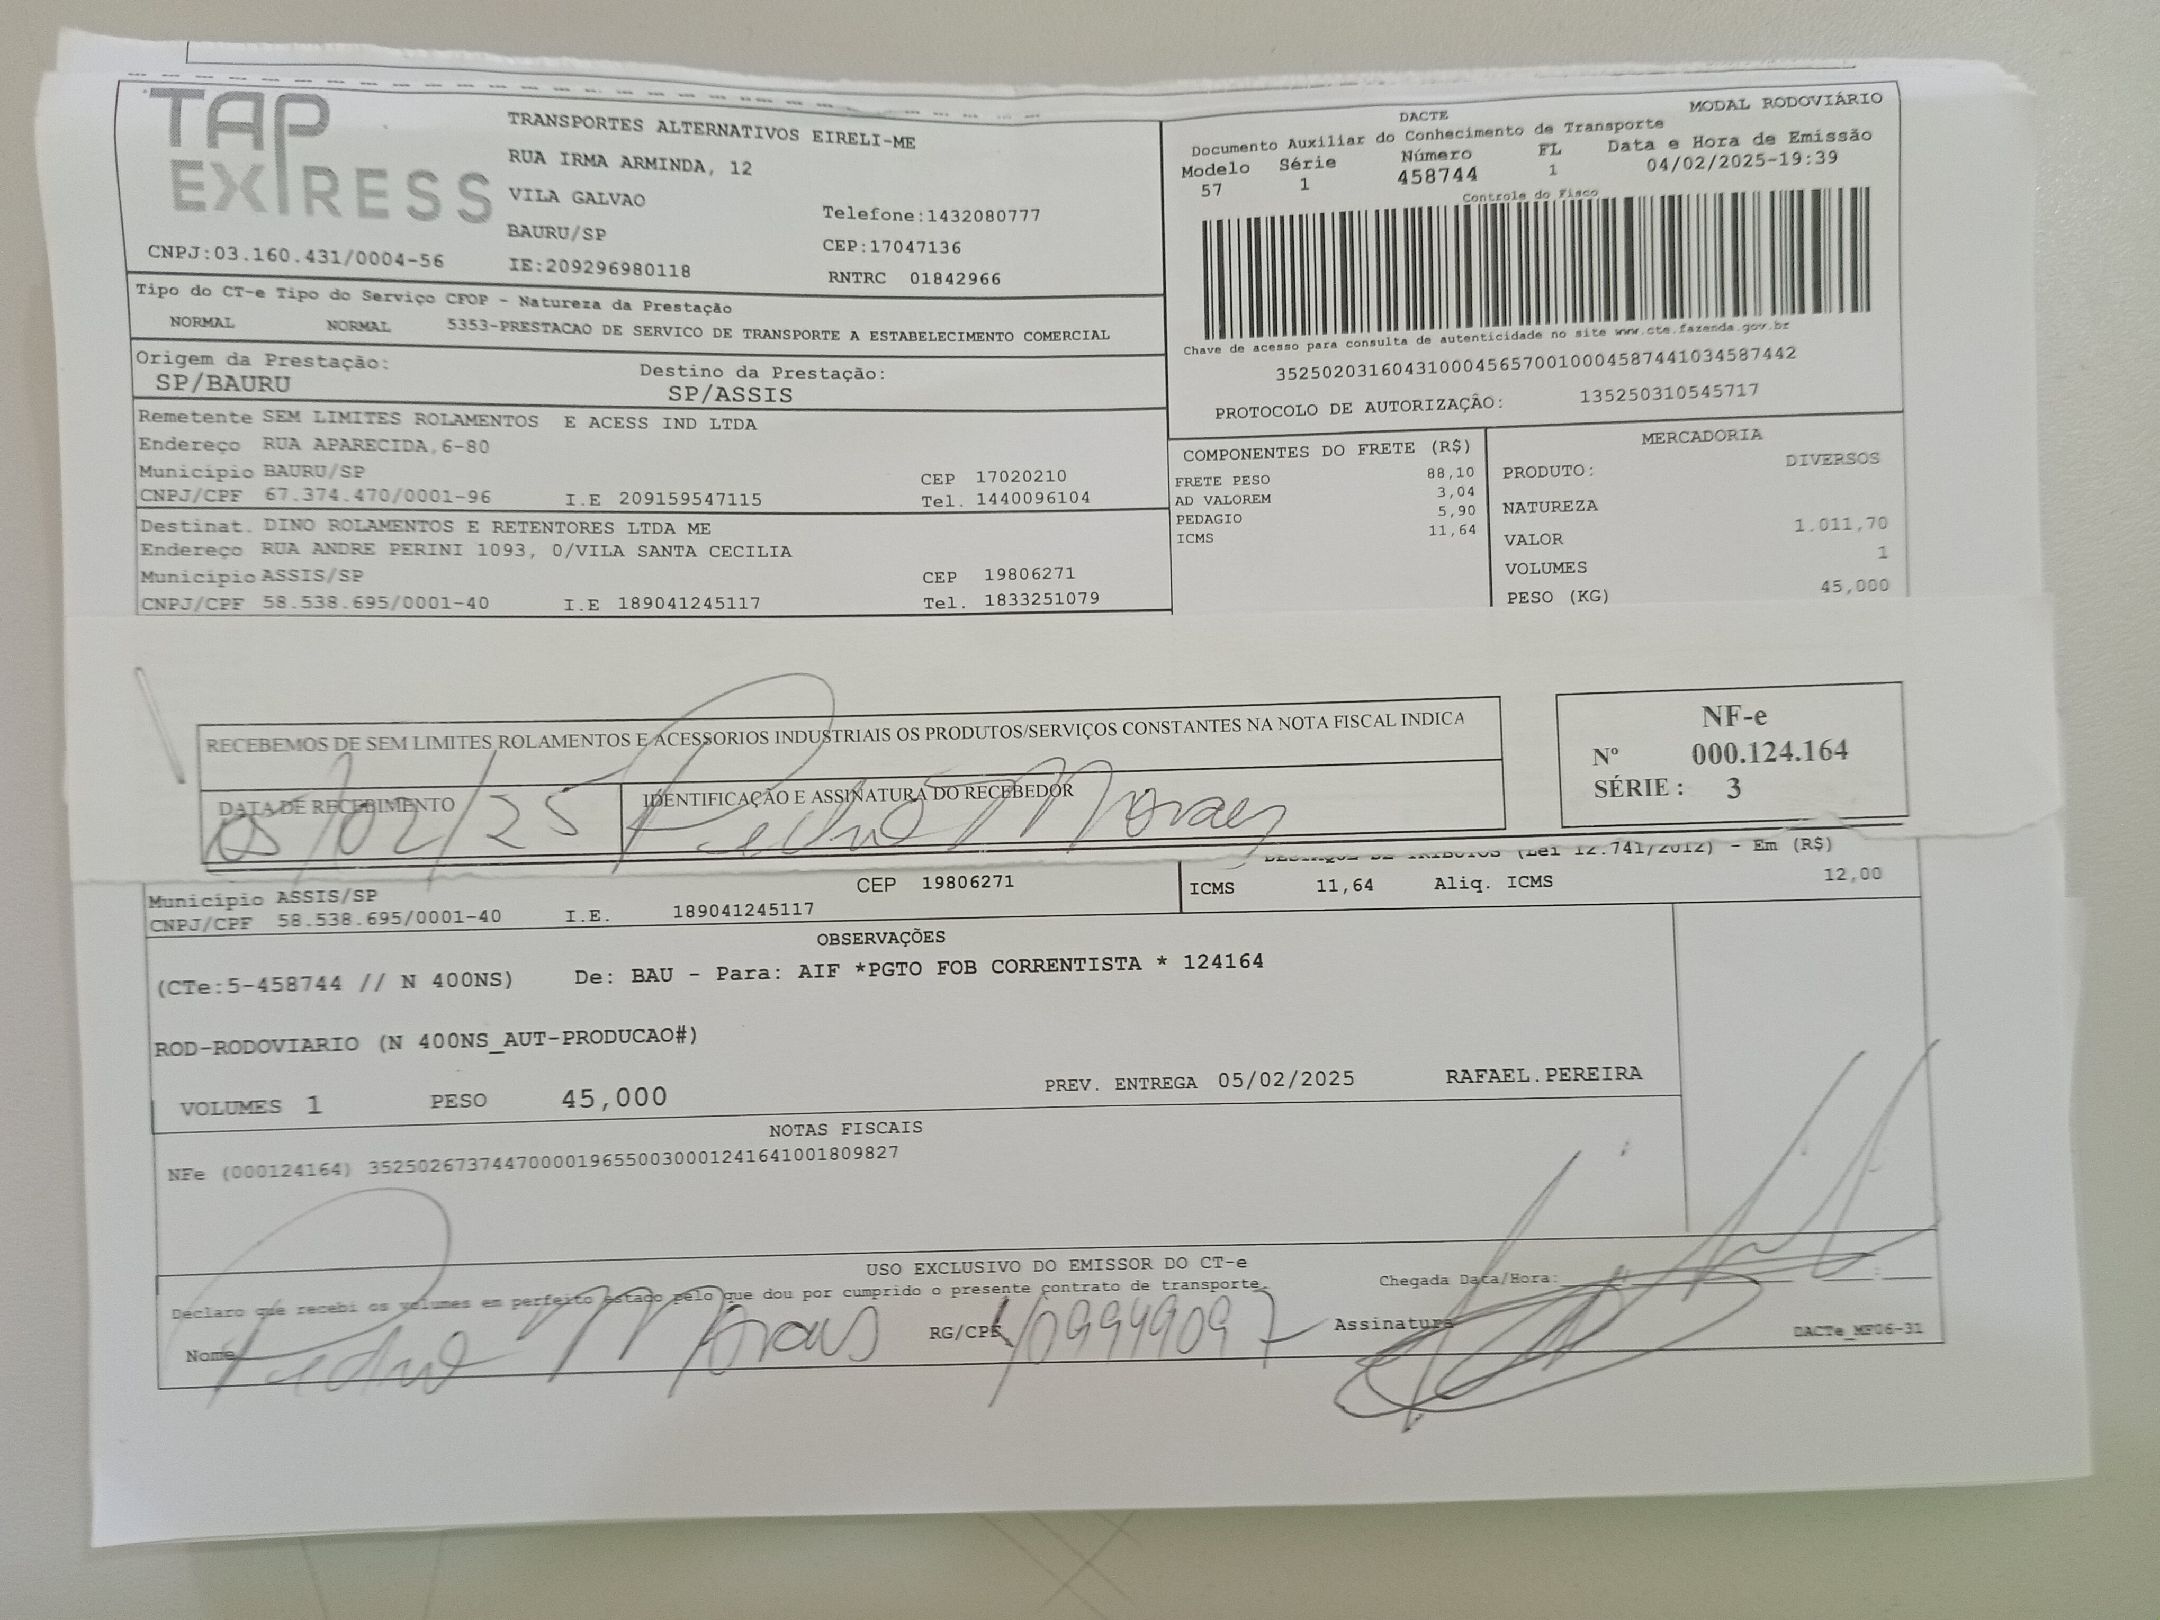 TAP EXPRESS
TRANSPORTES ALTERNATIVOS EIRELI-ME
RUA IRMA ARMINDA, 12
VILA GALVAO
Telefone:1432080777
BAURU/SP
CEP:17047136
CNPJ:03.160.431/0004-56
IE:209296980118
RNTRC 01842966
DACTE
MODAL RODOVIÁRIO
Documento Auxiliar do Conhecimento de Transporte
Modelo Série Número FL Data e Hora de Emissão
57 1 458744 1 04/02/2025-19:39
Controle do Fisco
Chave de acesso para consulta de autenticidade no site www.cte.fazenda.gov.br
35250203160431000456570010004587441034587442
PROTOCOLO DE AUTORIZAÇÃO: 135250310545717
Tipo do CT-e Tipo do Serviço CFOP - Natureza da Prestação
NORMAL NORMAL 5353-PRESTACAO DE SERVICO DE TRANSPORTE A ESTABELECIMENTO COMERCIAL
Origem da Prestação: Destino da Prestação:
SP/BAURU SP/ASSIS
Remetente SEM LIMITES ROLAMENTOS E ACESS IND LTDA
Endereço RUA APARECIDA,6-80
Município BAURU/SP CEP 17020210
CNPJ/CPF 67.374.470/0001-96 I.E 209159547115 Tel. 1440096104
Destinat. DINO ROLAMENTOS E RETENTORES LTDA ME
Endereço RUA ANDRE PERINI 1093, 0/VILA SANTA CECILIA
Município ASSIS/SP CEP 19806271
CNPJ/CPF 58.538.695/0001-40 I.E 189041245117 Tel. 1833251079
COMPONENTES DO FRETE (R$)
FRETE PESO 88,10
AD VALOREM 3,04
PEDAGIO 5,90
ICMS 11,64
MERCADORIA
PRODUTO: DIVERSOS
NATUREZA
VALOR 1.011,70
VOLUMES 1
PESO (KG) 45,000
RECEBEMOS DE SEM LIMITES ROLAMENTOS E ACESSORIOS INDUSTRIAIS OS PRODUTOS/SERVIÇOS CONSTANTES NA NOTA FISCAL INDICA
DATA DE RECEBIMENTO
05/02/25
IDENTIFICAÇÃO E ASSINATURA DO RECEBEDOR
Pedro Moraes
NF-e
Nº 000.124.164
SÉRIE : 3
DESTAQUE DE TRIBUTOS (Lei 12.741/2012) - Em (R$)
Município ASSIS/SP CEP 19806271
ICMS 11,64 Aliq. ICMS 12,00
CNPJ/CPF 58.538.695/0001-40 I.E. 189041245117
OBSERVAÇÕES
(CTe:5-458744 // N 400NS) De: BAU - Para: AIF *PGTO FOB CORRENTISTA * 124164
ROD-RODOVIARIO (N 400NS_AUT-PRODUCAO#)
VOLUMES 1 PESO 45,000 PREV. ENTREGA 05/02/2025 RAFAEL.PEREIRA
NOTAS FISCAIS
NFe (000124164) 35250267374470000196550030001241641001809827
USO EXCLUSIVO DO EMISSOR DO CT-e
Declaro que recebi os volumes em perfeito estado pelo que dou por cumprido o presente contrato de transporte.
Chegada Data/Hora:
Nome Pedro Moraes RG/CPF Assinatura
DACTe_MF06-31